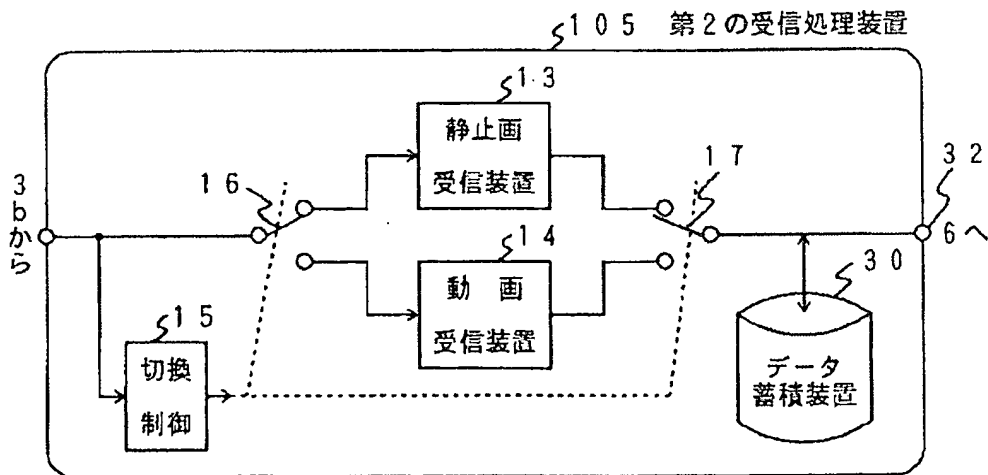 105 第2の受信処理装置
13
静止画
受信装置
16
17
32
3bから
6へ
14
動 画
受信装置
30
15
切換
制御
データ
蓄積装置